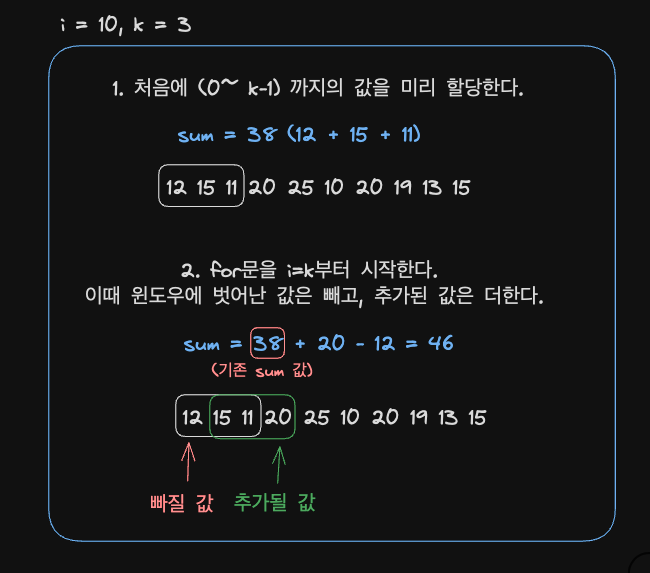 i = 10, k = 3
1. 처음에 (0~ k-1) 까지의 값을 미리 할당한다.
sum = 38 (12 + 15 + 11)
12 15 11 20 25 10 20 19 13 15
2. for문을 i=k부터 시작한다.
이때 윈도우에 벗어난 값은 빼고, 추가된 값은 더한다.
sum = 38 + 20 - 12 = 46
(기존 sum 값)
12 15 11 20 25 10 20 19 13 15
빠질 값 추가될 값